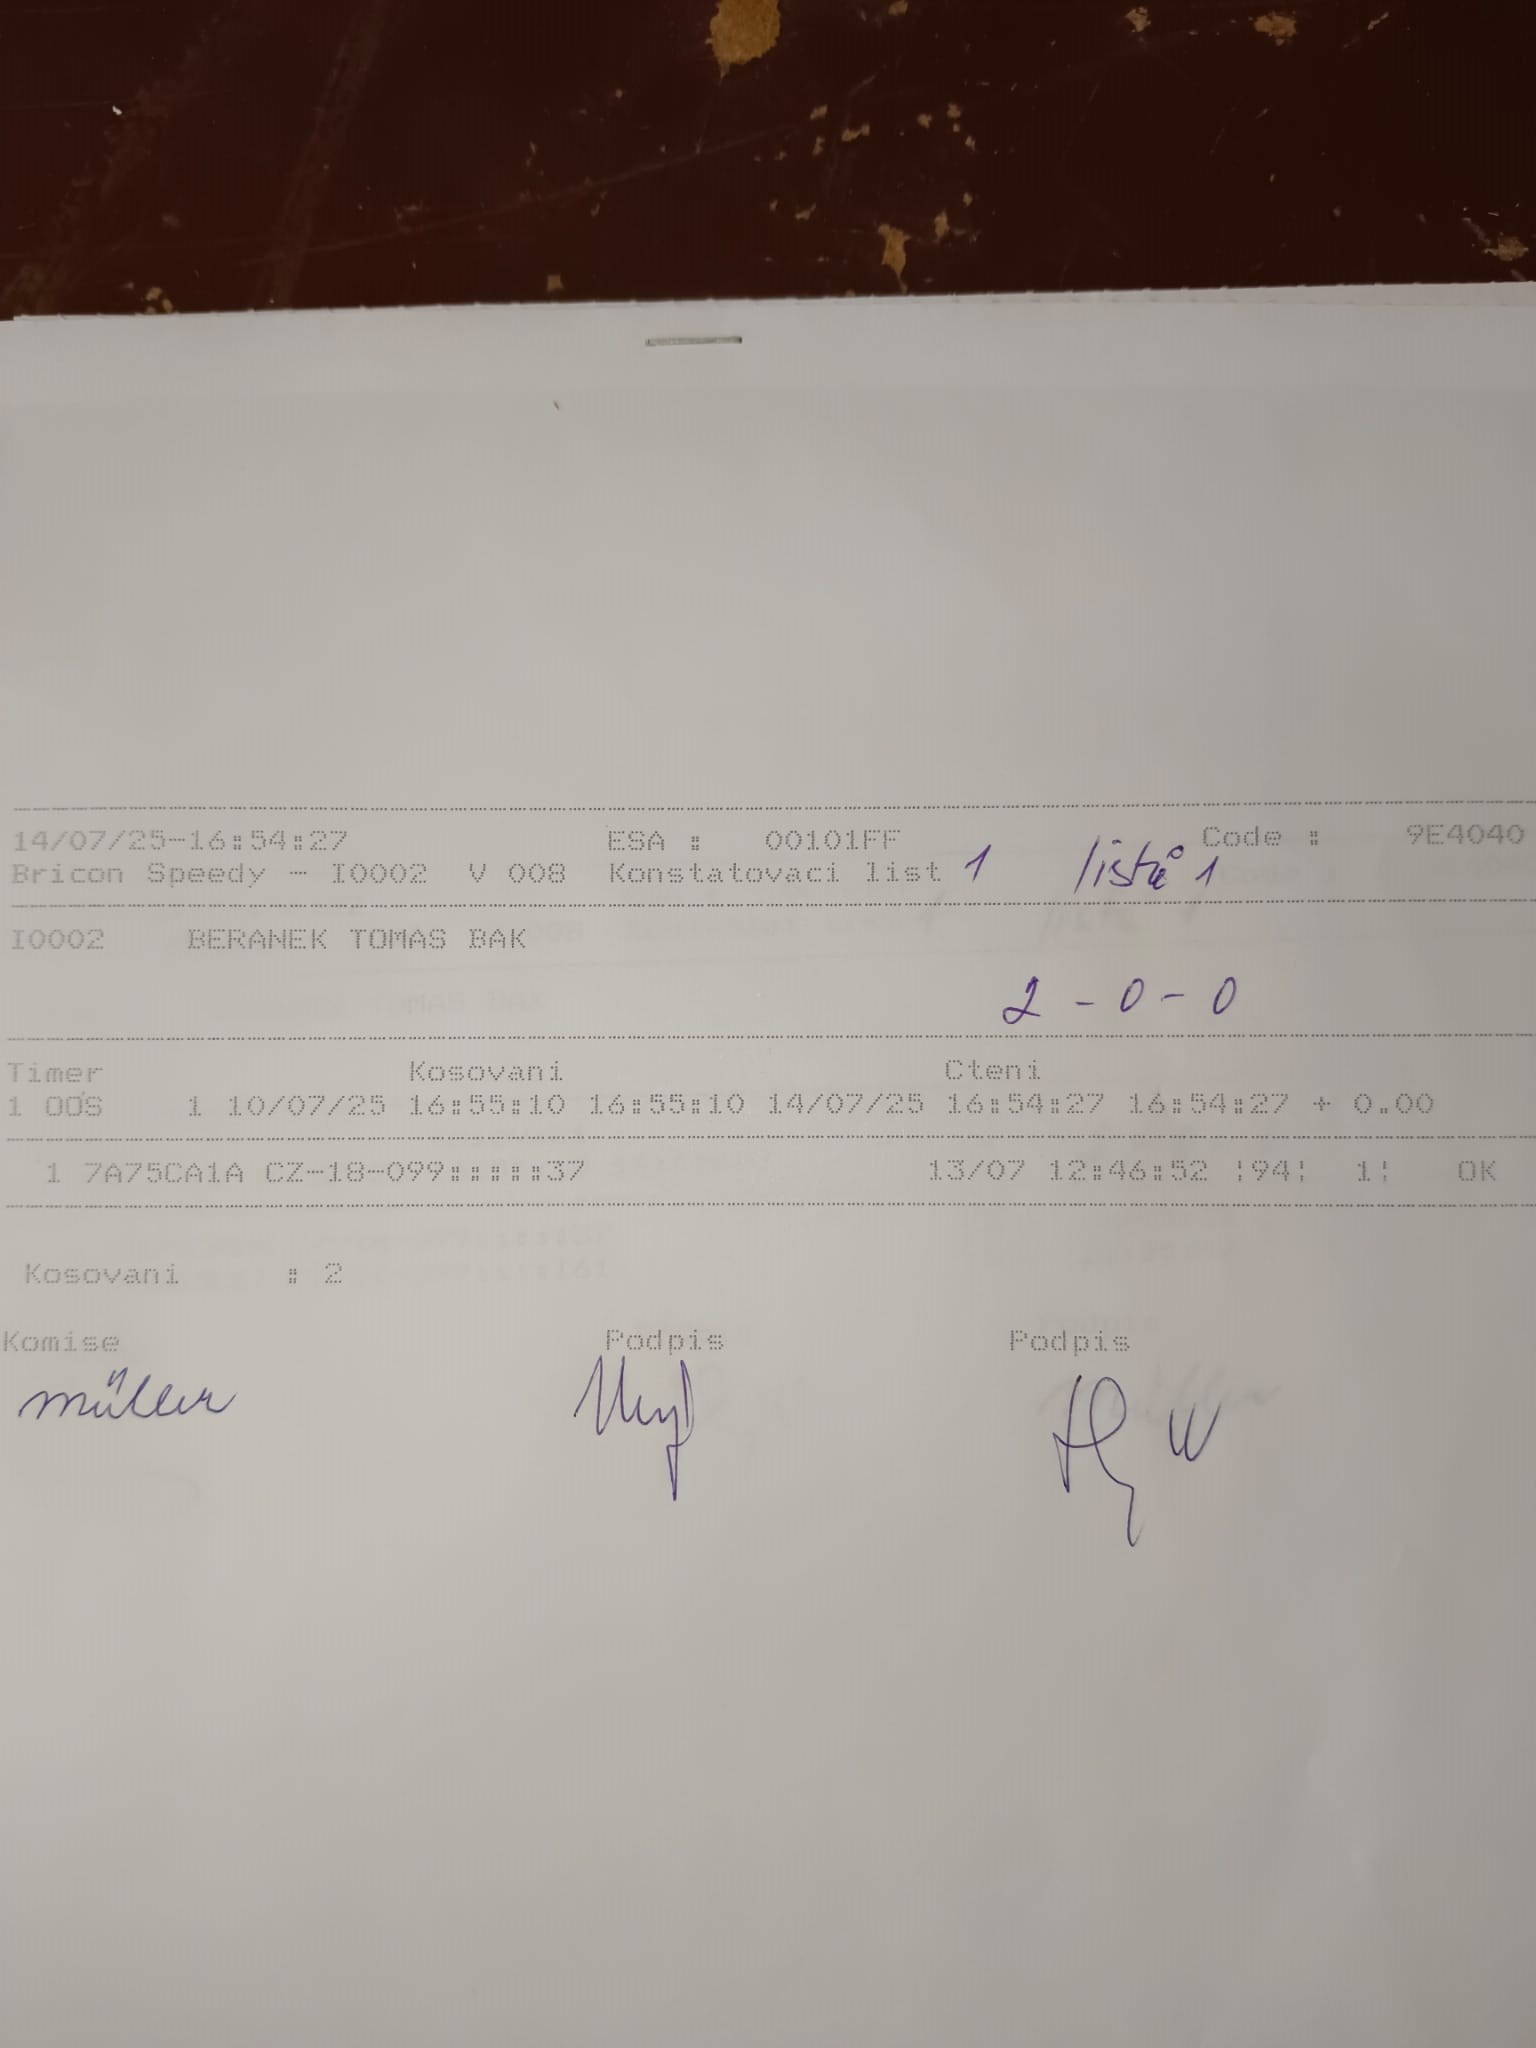 14/07/25-16:54:27 ESA : 00101FF Code : 9E4040
Bricon Speedy - I0002 V 008 Konstatovaci list 1 listů 1
I0002 BERANEK TOMAS BAK
2 - 0 - 0
Timer Kosovani Cteni
1 OOS 1 10/07/25 16:55:10 16:55:10 14/07/25 16:54:27 16:54:27 + 0.00
1 7A75CA1A CZ-18-099:::::37 13/07 12:46:52 ¦94¦ 1¦ OK
Kosovani : 2
Komise Podpis Podpis
Müller